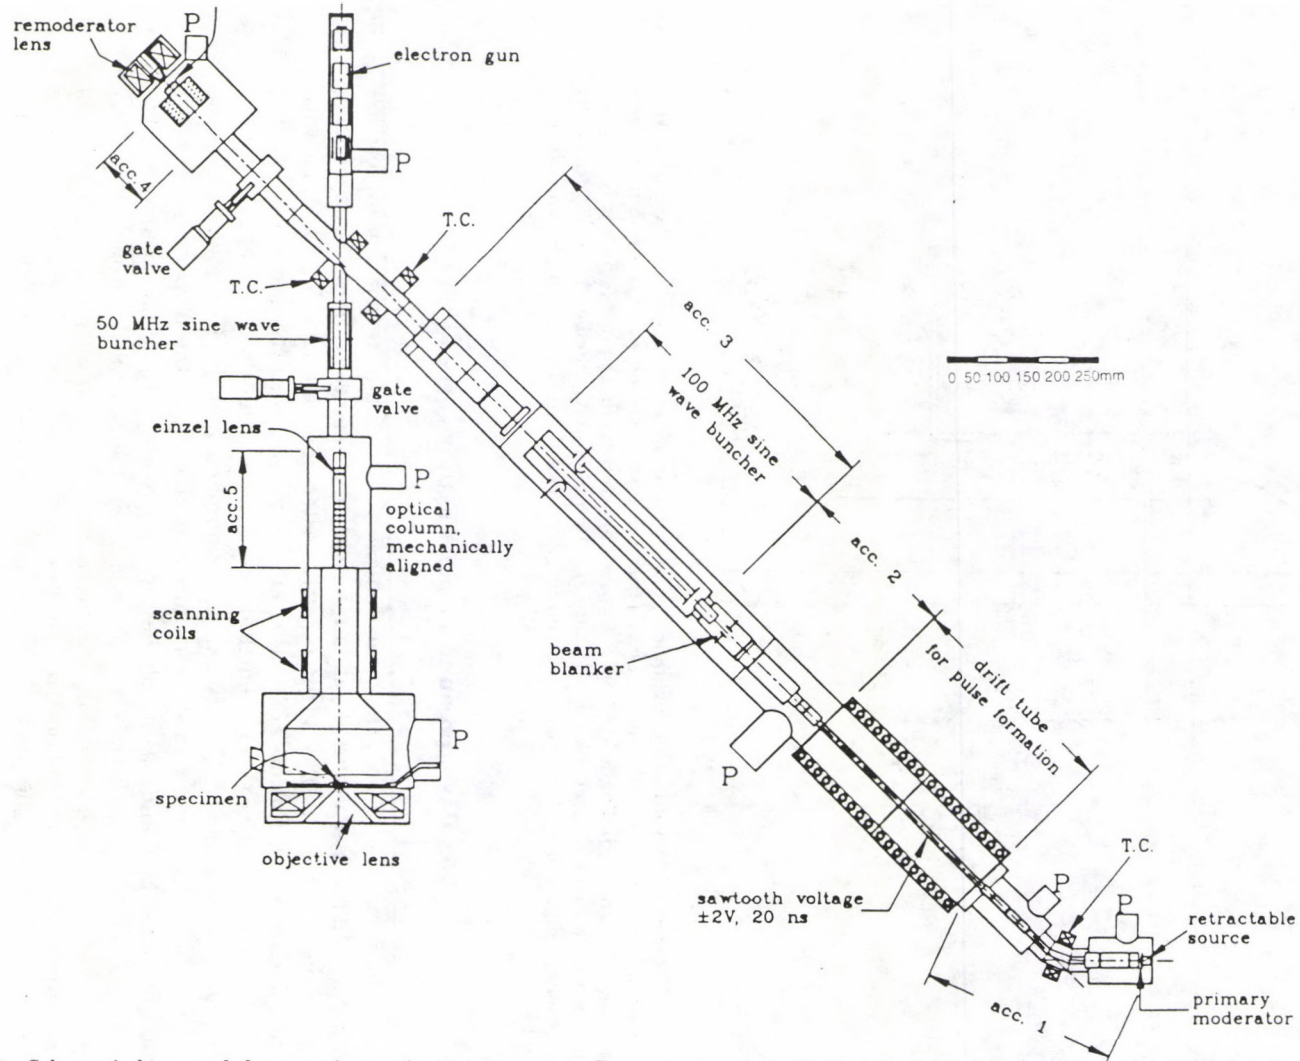 remoderator
lens
P
electron gun
P
acc.4
gate
valve
T.C.
T.C.
50 MHz sine wave
buncher
gate
valve
einzel lens
P
acc.5
optical
column,
mechanically
aligned
scanning
coils
P
specimen
objective lens
acc. 3
100 MHz sine
wave buncher
0 50 100 150 200 250mm
acc. 2
drift tube
for pulse formation
beam
blanker
P
sawtooth voltage
±2V, 20 ns
T.C.
P
P
retractable
source
primary
moderator
acc. 1